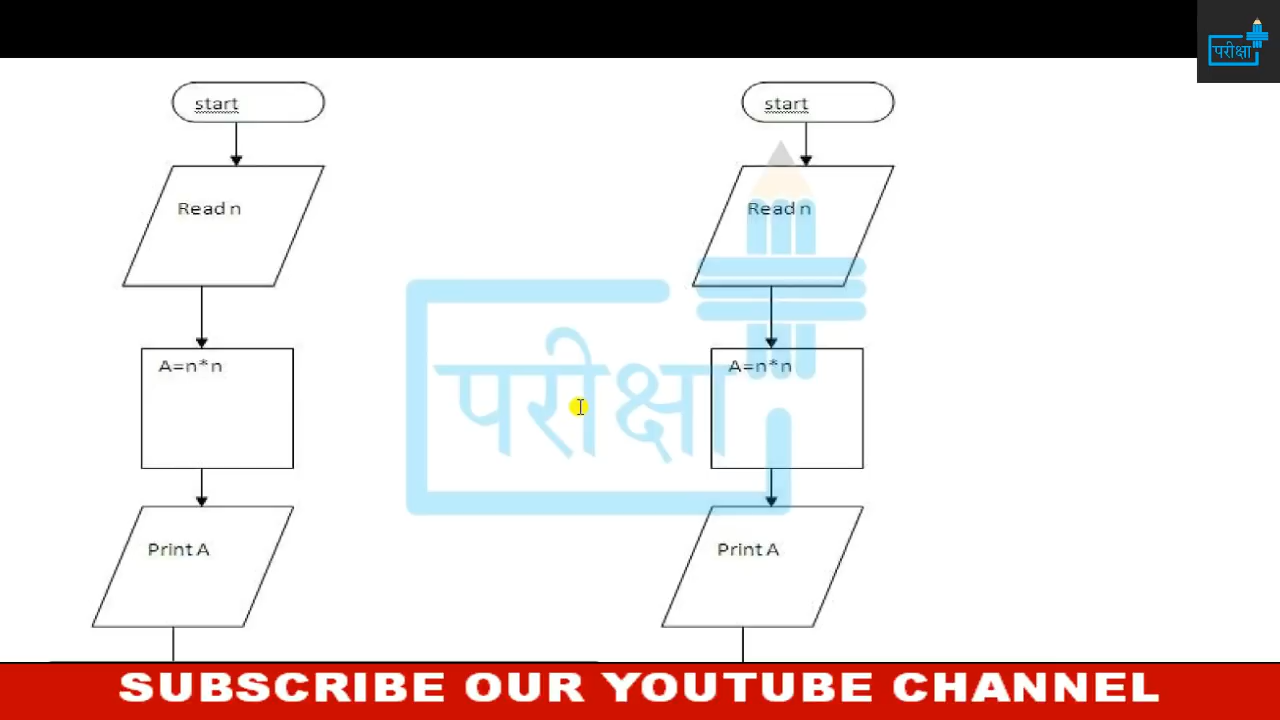 परीक्षा
start
Read n
A=n*n
Print A
start
Read n
A=n*n
Print A
परीक्षा
SUBSCRIBE OUR YOUTUBE CHANNEL